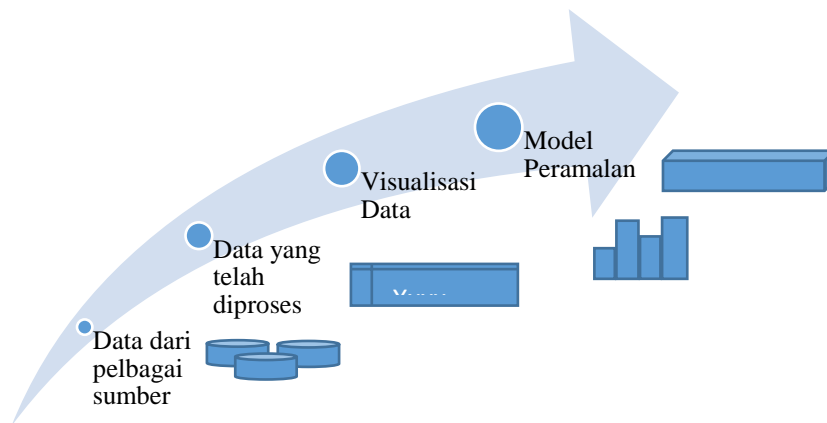 Data dari
pelbagai
sumber
Data yang
telah
diproses
Visualisasi
Data
Model
Peramalan